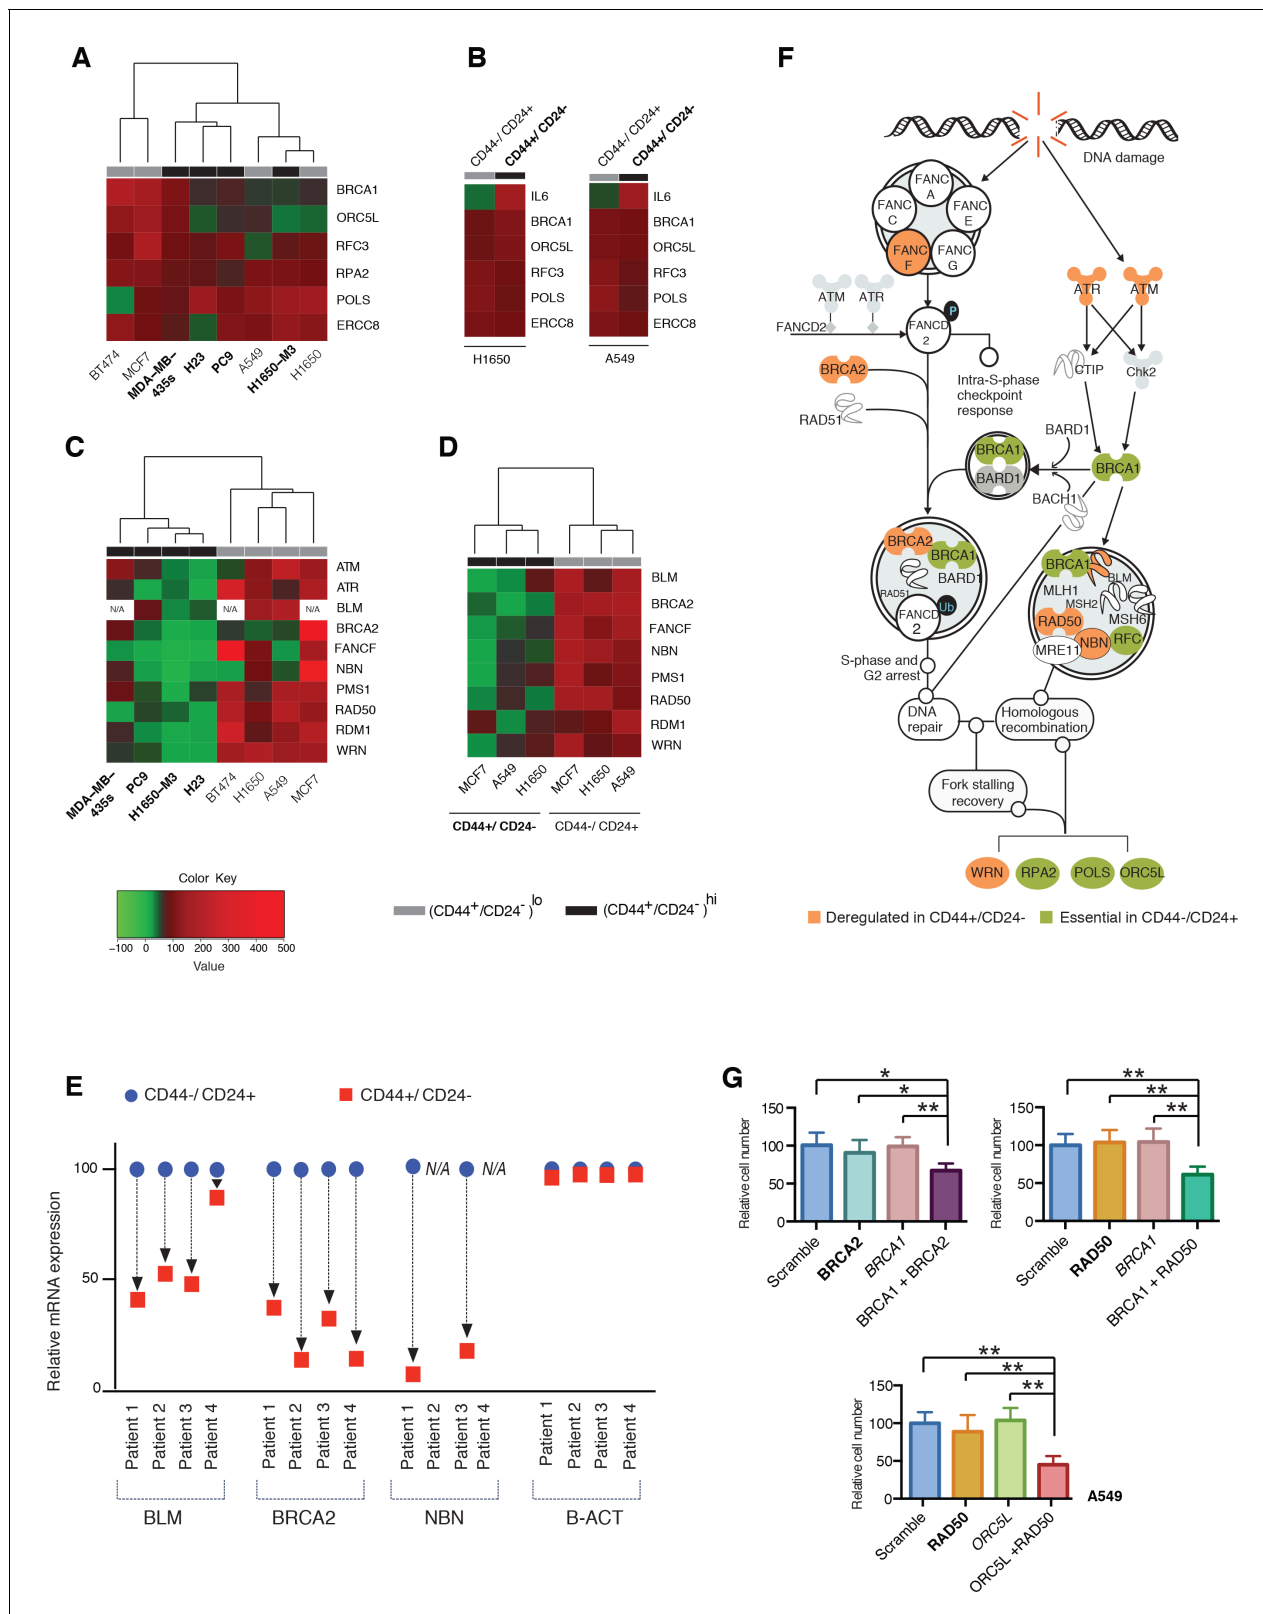 A
BRCA1
ORC5L
RFC3
RPA2
POLS
ERCC8
BT474
MCF7
MDA–MB–
435s
H23
PC9
A549
H1650–M3
H1650
B
CD44-/ CD24+
CD44+/ CD24-
IL6
BRCA1
ORC5L
RFC3
POLS
ERCC8
H1650
CD44-/ CD24+
CD44+/ CD24-
IL6
BRCA1
ORC5L
RFC3
POLS
ERCC8
A549
C
ATM
ATR
BLM
BRCA2
FANCF
NBN
PMS1
RAD50
RDM1
WRN
N/A
N/A
N/A
MDA–MB–
435s
PC9
H1650–M3
H23
BT474
H1650
A549
MCF7
D
BLM
BRCA2
FANCF
NBN
PMS1
RAD50
RDM1
WRN
MCF7
A549
H1650
MCF7
H1650
A549
CD44+/ CD24-
CD44-/ CD24+
Color Key
−100 0 100 200 300 400 500
Value
(CD44+/CD24-)lo
(CD44+/CD24-)hi
F
DNA damage
FANC
A
FANC
C
FANC
E
FANC
F
FANC
G
ATM
ATR
ATR
ATM
FANCD2
FANCD
2
P
BRCA2
RAD51
Intra-S-phase
checkpoint
response
CTIP
Chk2
BARD1
BRCA1
BARD1
BRCA1
BACH1
BRCA2
BRCA1
BARD1
RAD51
Ub
FANCD
2
BRCA1
BLM
MLH1
MSH2
MSH6
RAD50
NBN
RFC
MRE11
S-phase and
G2 arrest
DNA
repair
Homologous
recombination
Fork stalling
recovery
WRN
RPA2
POLS
ORC5L
Deregulated in CD44+/CD24-
Essential in CD44-/CD24+
E
CD44-/ CD24+
CD44+/ CD24-
Relative mRNA expression
100
50
0
N/A
N/A
Patient 1
Patient 2
Patient 3
Patient 4
Patient 1
Patient 2
Patient 3
Patient 4
Patient 1
Patient 2
Patient 3
Patient 4
Patient 1
Patient 2
Patient 3
Patient 4
BLM
BRCA2
NBN
B-ACT
G
*
*
**
Relative cell number
150
100
50
0
Scramble
BRCA2
BRCA1
BRCA1 + BRCA2
**
**
**
Relative cell number
150
100
50
0
Scramble
RAD50
BRCA1
BRCA1 + RAD50
**
**
**
Relative cell number
150
100
50
0
Scramble
RAD50
ORC5L
ORC5L +RAD50
A549